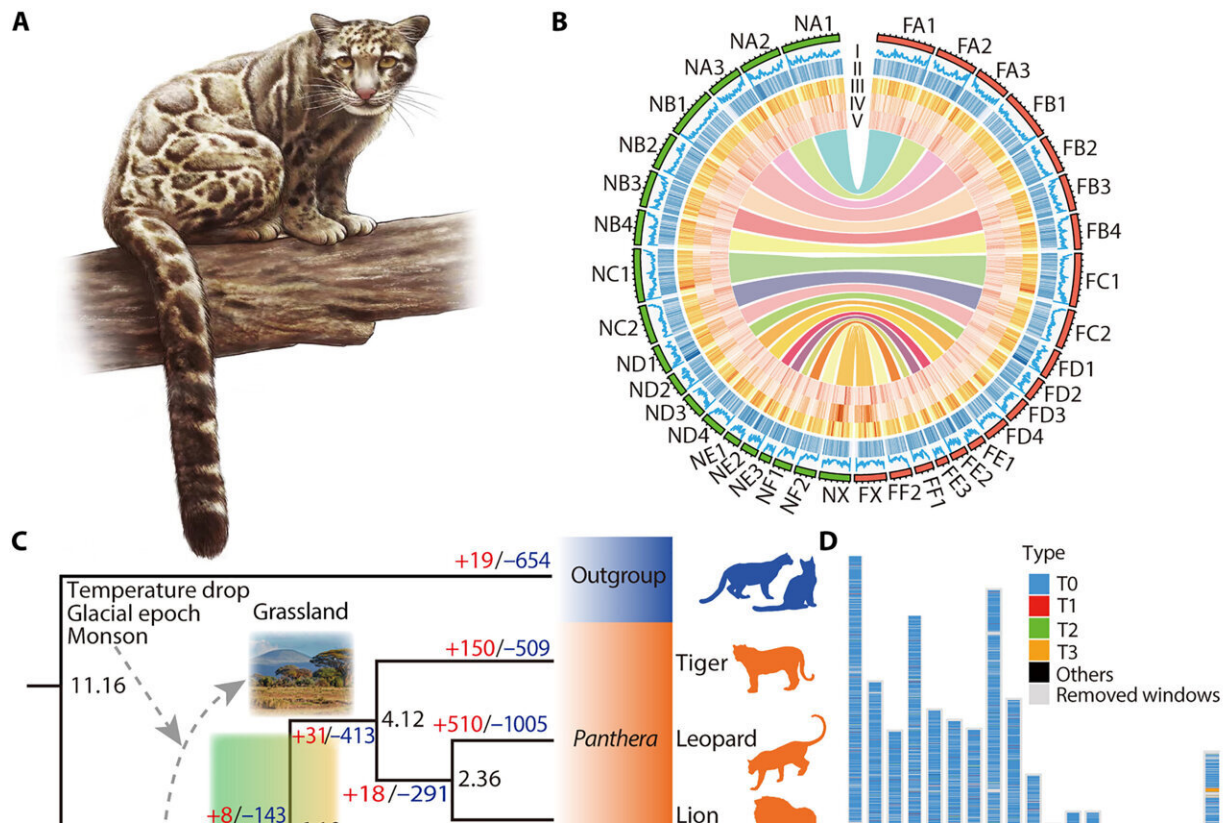 A
B
NA1
NA2
NA3
NB1
NB2
NB3
NB4
NC1
NC2
ND1
ND2
ND3
ND4
NE1
NE2
NE3
NF1
NF2
NX
FA1
FA2
FA3
FB1
FB2
FB3
FB4
FC1
FC2
FD1
FD2
FD3
FD4
FE1
FE2
FE3
FF1
FF2
FX
I
II
III
IV
V
C
Temperature drop
Glacial epoch
Monson
Grassland
11.16
+19/−654
+150/−509
+31/−413
4.12
+510/−1005
2.36
+18/−291
+8/−143
Outgroup
Panthera
Tiger
Leopard
Lion
D
Type
T0
T1
T2
T3
Others
Removed windows